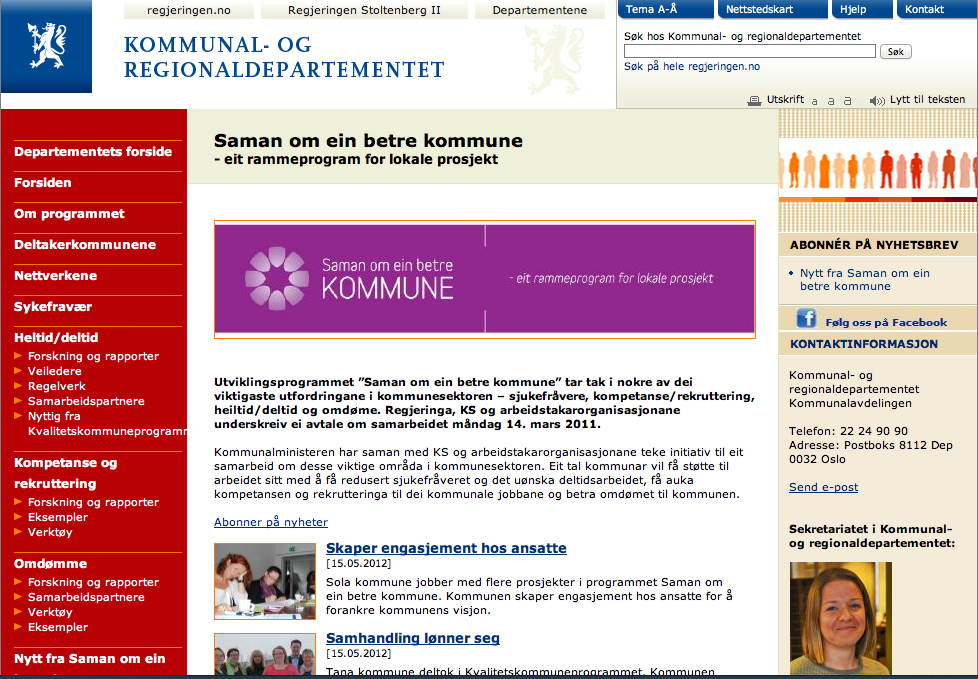 regjeringen.no
Regjeringen Stoltenberg II
Departementene
Tema A-Å
Nettstedskart
Hjelp
Kontakt
KOMMUNAL- OG
REGIONALDEPARTEMENTET
Søk hos Kommunal- og regionaldepartementet
Søk
Søk på hele regjeringen.no
Utskrift a a a Lytt til teksten
Departementets forside
Forsiden
Om programmet
Deltakerkommunene
Nettverkene
Sykefravær
Heltid/deltid
Forskning og rapporter
Veiledere
Regelverk
Samarbeidspartnere
Nyttig fra
Kvalitetskommuneprogramm
Kompetanse og
rekruttering
Forskning og rapporter
Eksempler
Verktøy
Omdømme
Forskning og rapporter
Samarbeidspartnere
Verktøy
Eksempler
Nytt fra Saman om ein
Saman om ein betre kommune
- eit rammeprogram for lokale prosjekt
Saman om ein betre
KOMMUNE
- eit rammeprogram for lokale prosjekt
Utviklingsprogrammet ”Saman om ein betre kommune” tar tak i nokre av dei
viktigaste utfordringane i kommunesektoren – sjukefråvere, kompetanse/rekruttering,
heiltid/deltid og omdøme. Regjeringa, KS og arbeidstakarorganisasjonane
underskreiv ei avtale om samarbeidet måndag 14. mars 2011.
Kommunalministeren har saman med KS og arbeidstakarorganisasjonane teke initiativ til eit
samarbeid om desse viktige områda i kommunesektoren. Eit tal kommunar vil få støtte til
arbeidet sitt med å få redusert sjukefråveret og det uønska deltidsarbeidet, få auka
kompetansen og rekrutteringa til dei kommunale jobbane og betra omdømet til kommunen.
Abonner på nyheter
Skaper engasjement hos ansatte
[15.05.2012]
Sola kommune jobber med flere prosjekter i programmet Saman om
ein betre kommune. Kommunen skaper engasjement hos ansatte for å
forankre kommunens visjon.
Samhandling lønner seg
[15.05.2012]
Tana kommune deltok i Kvalitetskommuneprogrammet. Kommunen
ABONNÉR PÅ NYHETSBREV
Nytt fra Saman om ein
betre kommune
Følg oss på Facebook
KONTAKTINFORMASJON
Kommunal- og
regionaldepartementet
Kommunalavdelingen
Telefon: 22 24 90 90
Adresse: Postboks 8112 Dep
0032 Oslo
Send e-post
Sekretariatet i Kommunal-
og regionaldepartementet: